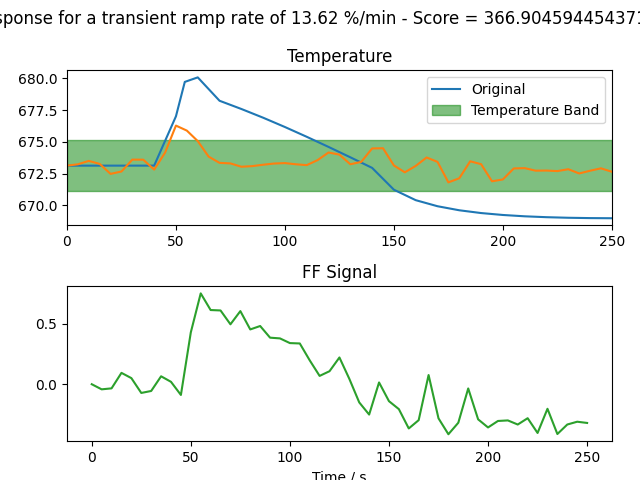 sponse for a transient ramp rate of 13.62 %/min - Score = 366.904594454371
Temperature
680.0
677.5
675.0
672.5
670.0
Original
Temperature Band
0 50 100 150 200 250
FF Signal
0.5
0.0
0 50 100 150 200 250
Time / s